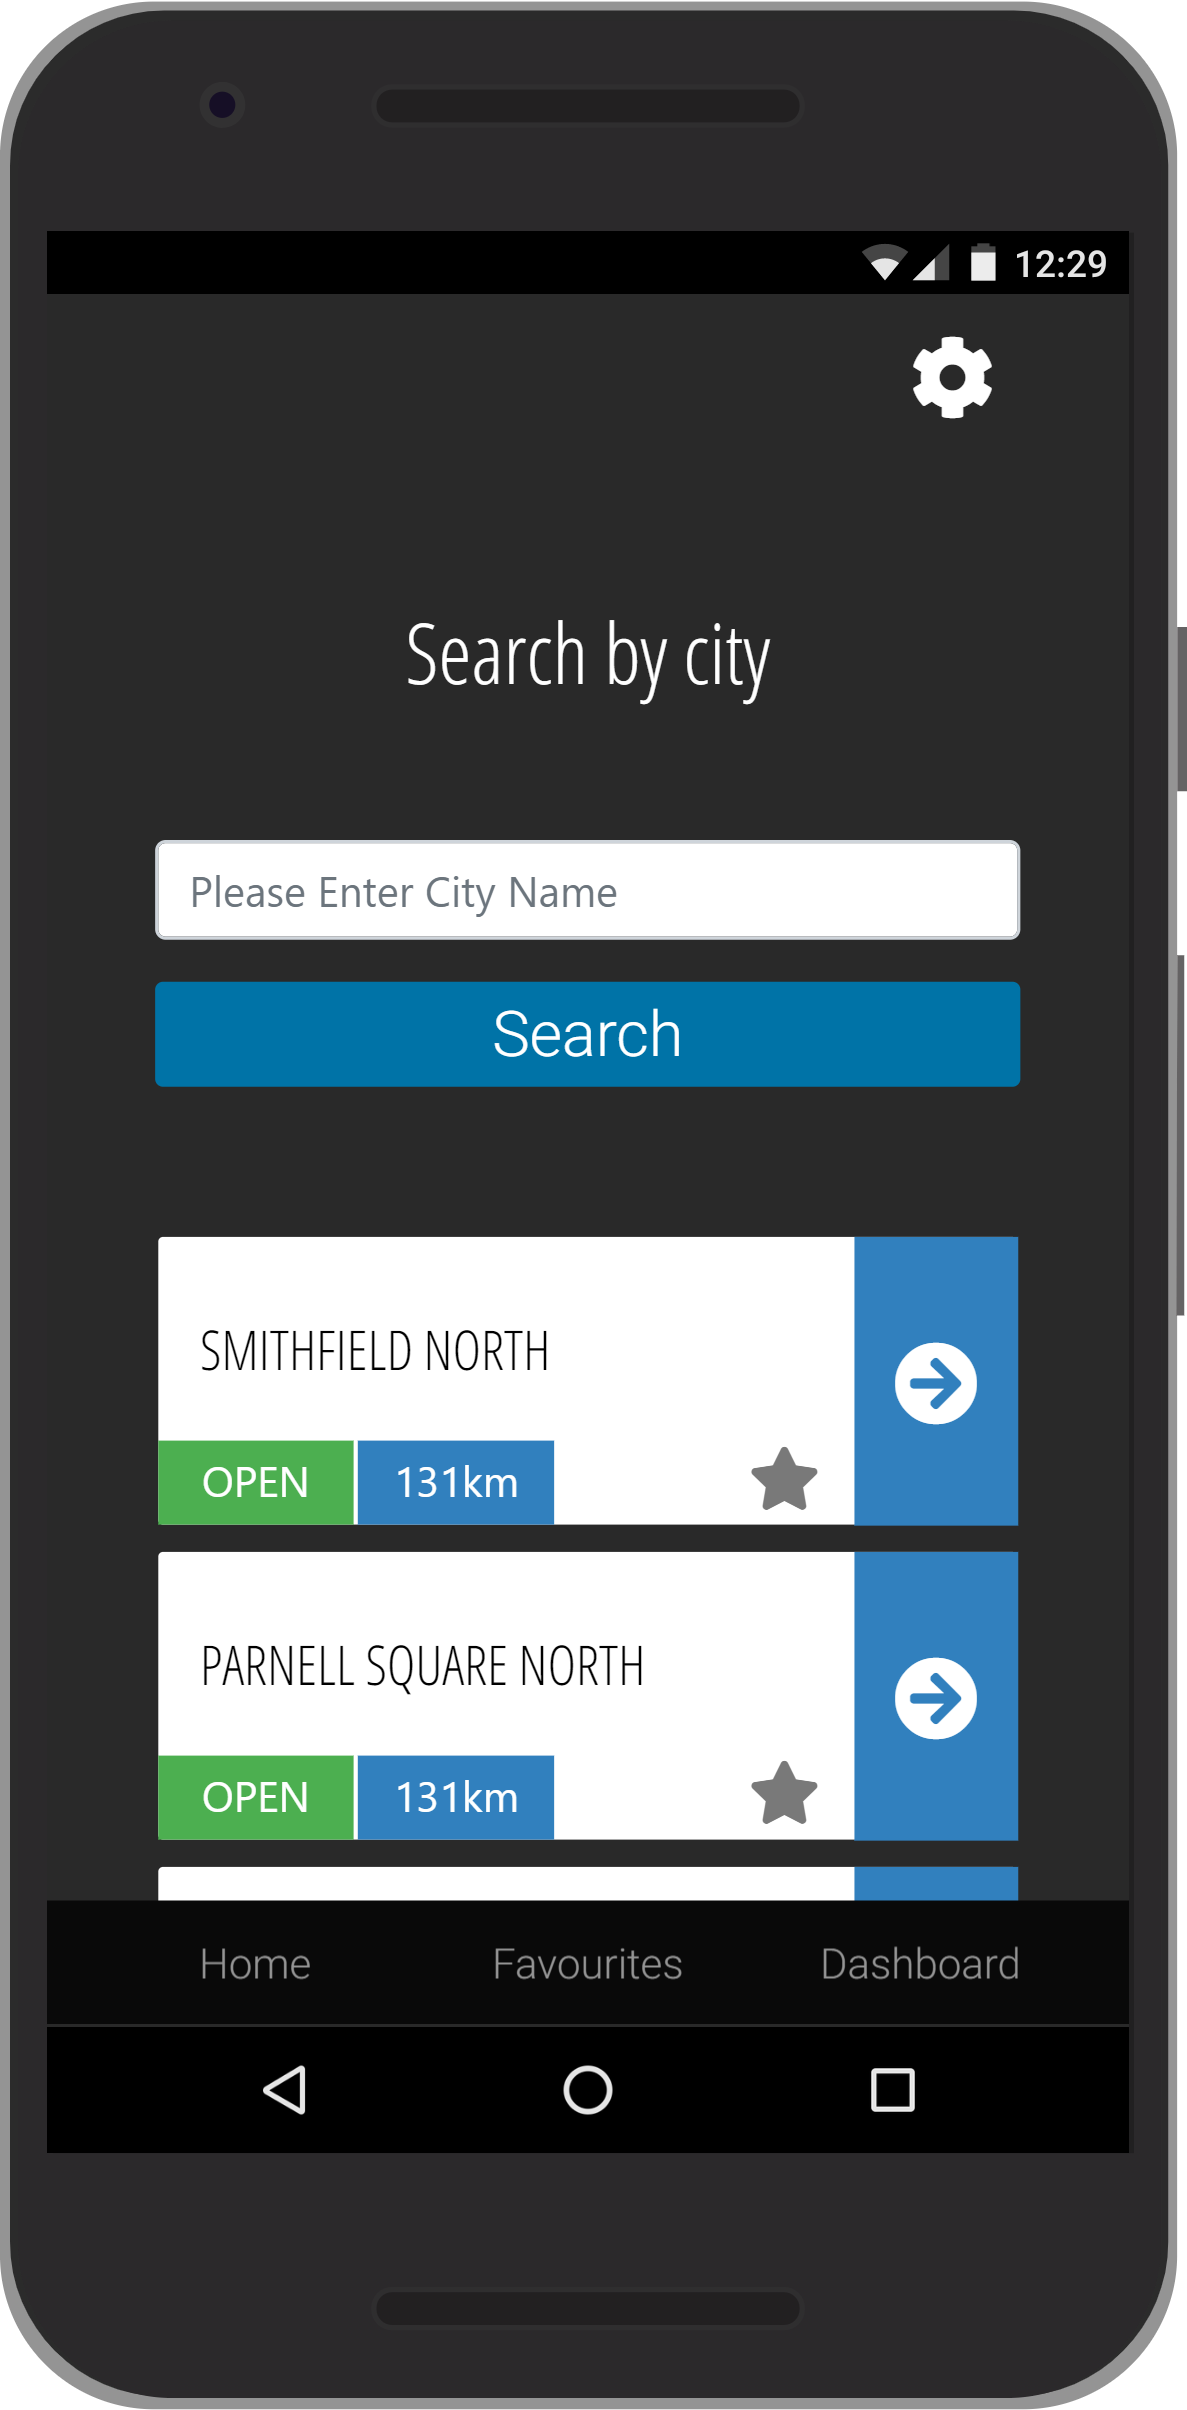 12:29
Search by city
Please Enter City Name
Search
SMITHFIELD NORTH
OPEN 131km
PARNELL SQUARE NORTH
OPEN 131km
Home Favourites Dashboard